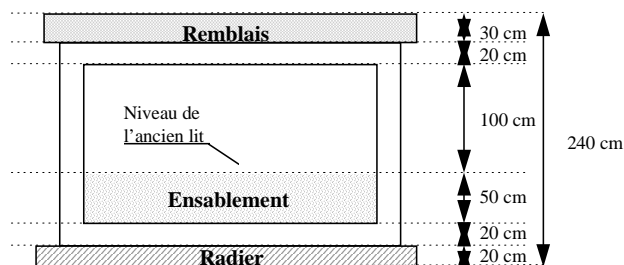 Remblais
30 cm
20 cm
Niveau de
l'ancien lit
100 cm
240 cm
Ensablement
50 cm
20 cm
Radier
20 cm